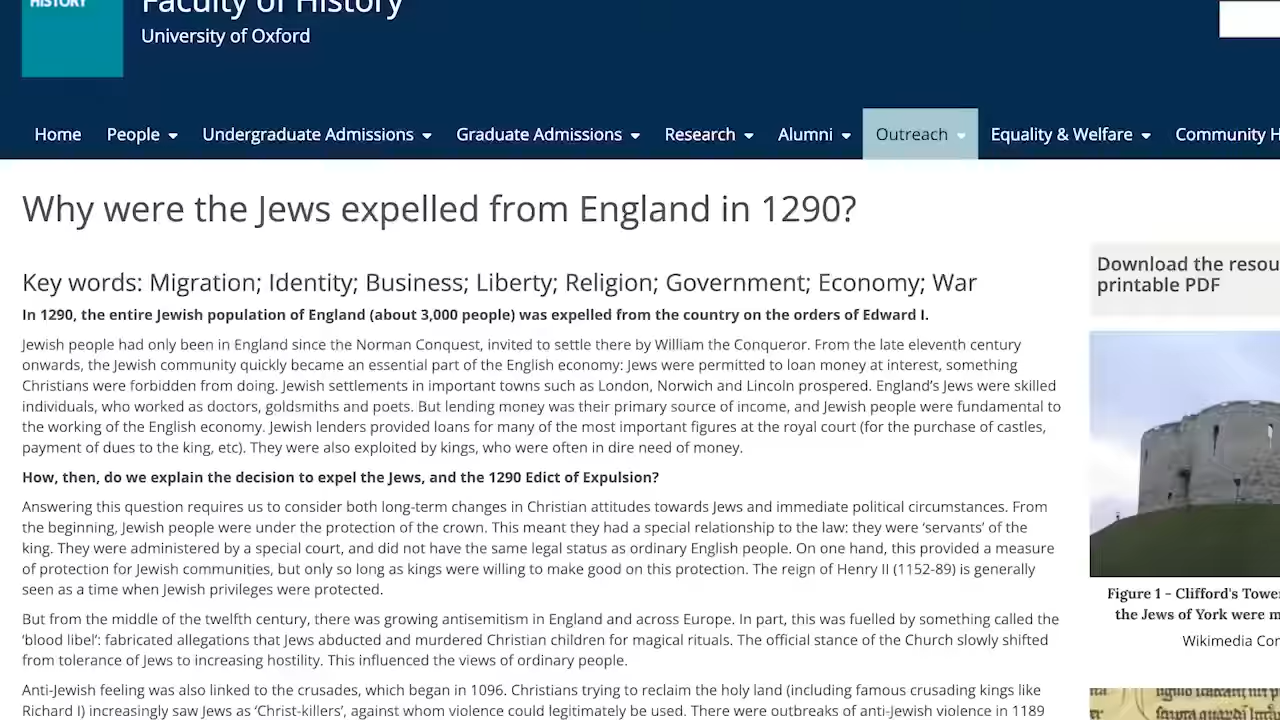 HISTORY
Faculty of History
University of Oxford
Home People Undergraduate Admissions Graduate Admissions Research Alumni Outreach Equality & Welfare Community
Why were the Jews expelled from England in 1290?
Key words: Migration; Identity; Business; Liberty; Religion; Government; Economy; War
In 1290, the entire Jewish population of England (about 3,000 people) was expelled from the country on the orders of Edward I.
Jewish people had only been in England since the Norman Conquest, invited to settle there by William the Conqueror. From the late eleventh century
onwards, the Jewish community quickly became an essential part of the English economy: Jews were permitted to loan money at interest, something
Christians were forbidden from doing. Jewish settlements in important towns such as London, Norwich and Lincoln prospered. England's Jews were skilled
individuals, who worked as doctors, goldsmiths and poets. But lending money was their primary source of income, and Jewish people were fundamental to
the working of the English economy. Jewish lenders provided loans for many of the most important figures at the royal court (for the purchase of castles,
payment of dues to the king, etc). They were also exploited by kings, who were often in dire need of money.
How, then, do we explain the decision to expel the Jews, and the 1290 Edict of Expulsion?
Answering this question requires us to consider both long-term changes in Christian attitudes towards Jews and immediate political circumstances. From
the beginning, Jewish people were under the protection of the crown. This meant they had a special relationship to the law: they were 'servants' of the
king. They were administered by a special court, and did not have the same legal status as ordinary English people. On one hand, this provided a measure
of protection for Jewish communities, but only so long as kings were willing to make good on this protection. The reign of Henry II (1152-89) is generally
seen as a time when Jewish privileges were protected.
But from the middle of the twelfth century, there was growing antisemitism in England and across Europe. In part, this was fuelled by something called the
'blood libel': fabricated allegations that Jews abducted and murdered Christian children for magical rituals. The official stance of the Church slowly shifted
from tolerance of Jews to increasing hostility. This influenced the views of ordinary people.
Anti-Jewish feeling was also linked to the crusades, which began in 1096. Christians trying to reclaim the holy land (including famous crusading kings like
Richard I) increasingly saw Jews as 'Christ-killers', against whom violence could legitimately be used. There were outbreaks of anti-Jewish violence in 1189
Download the resou
printable PDF
Figure 1 – Clifford's Towe
the Jews of York were m
Wikimedia Co